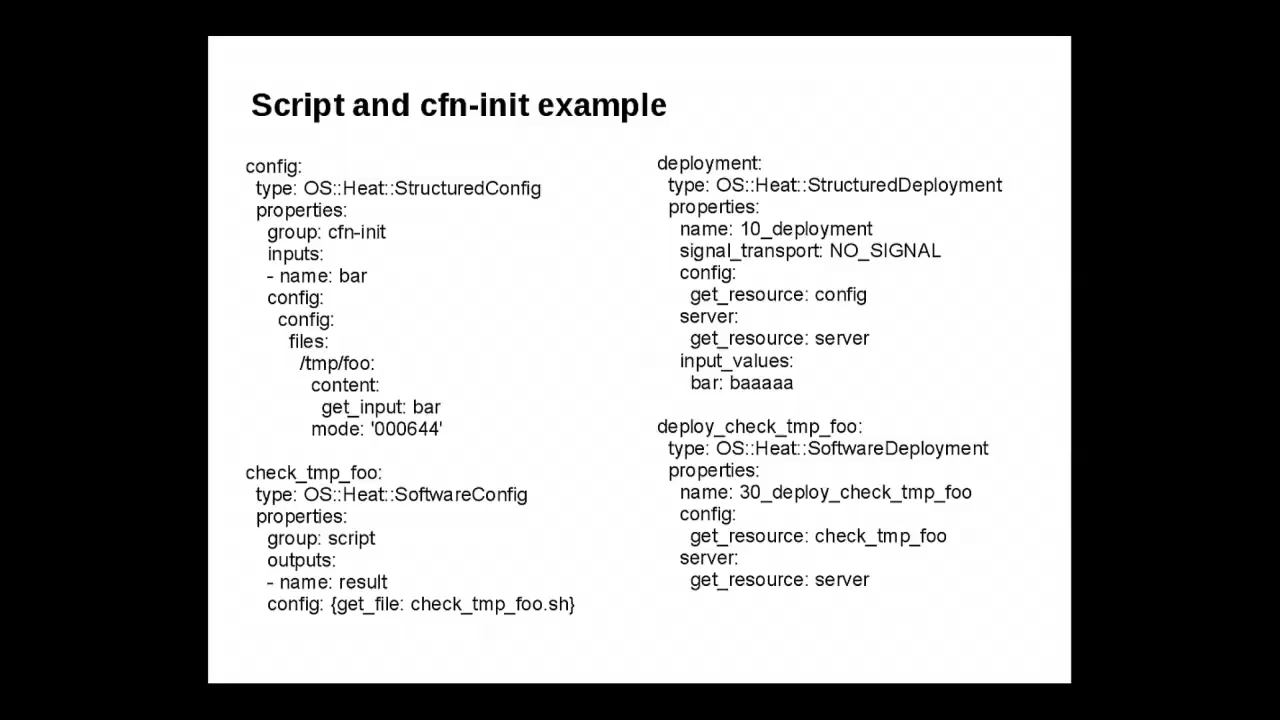 Script and cfn-init example
config:
type: OS::Heat::StructuredConfig
properties:
group: cfn-init
inputs:
- name: bar
config:
config:
files:
/tmp/foo:
content:
get_input: bar
mode: '000644'
check_tmp_foo:
type: OS::Heat::SoftwareConfig
properties:
group: script
outputs:
- name: result
config: {get_file: check_tmp_foo.sh}
deployment:
type: OS::Heat::StructuredDeployment
properties:
name: 10_deployment
signal_transport: NO_SIGNAL
config:
get_resource: config
server:
get_resource: server
input_values:
bar: baaaaa
deploy_check_tmp_foo:
type: OS::Heat::SoftwareDeployment
properties:
name: 30_deploy_check_tmp_foo
config:
get_resource: check_tmp_foo
server:
get_resource: server